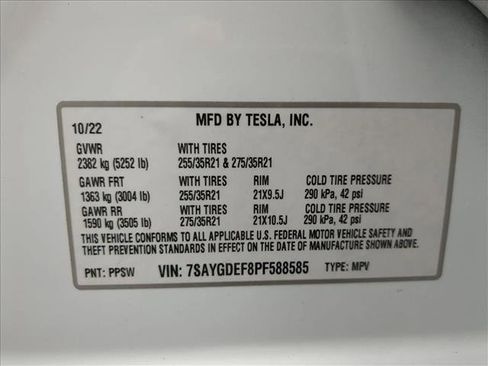 10/22 MFD BY TESLA, INC.
GVWR WITH TIRES
2382 kg (5252 lb) 255/35R21 & 275/35R21
GAWR FRT WITH TIRES RIM COLD TIRE PRESSURE
1363 kg (3004 lb) 255/35R21 21X9.5J 290 kPa, 42 psi
GAWR RR WITH TIRES RIM COLD TIRE PRESSURE
1590 kg (3505 lb) 275/35R21 21X10.5J 290 kPa, 42 psi
THIS VEHICLE CONFORMS TO ALL APPLICABLE U.S. FEDERAL MOTOR VEHICLE SAFETY AND
THEFT PREVENTION STANDARDS IN EFFECT ON THE DATE OF MANUFACTURE SHOWN ABOVE.
PNT: PPSW VIN: 7SAYGDEF8PF588585 TYPE: MPV